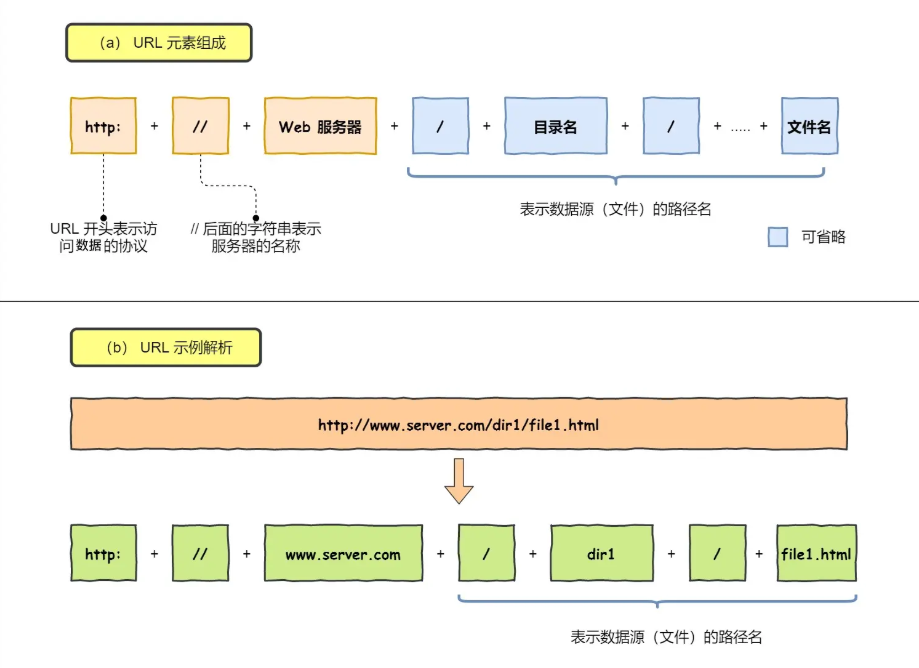 （a） URL 元素组成
http: + // + Web 服务器 + / + 目录名 + / + ..... + 文件名
URL 开头表示访
问数据的协议
// 后面的字符串表示
服务器的名称
表示数据源（文件）的路径名
可省略
（b） URL 示例解析
http://www.server.com/dir1/file1.html
http: + // + www.server.com + / + dir1 + / + file1.html
表示数据源（文件）的路径名